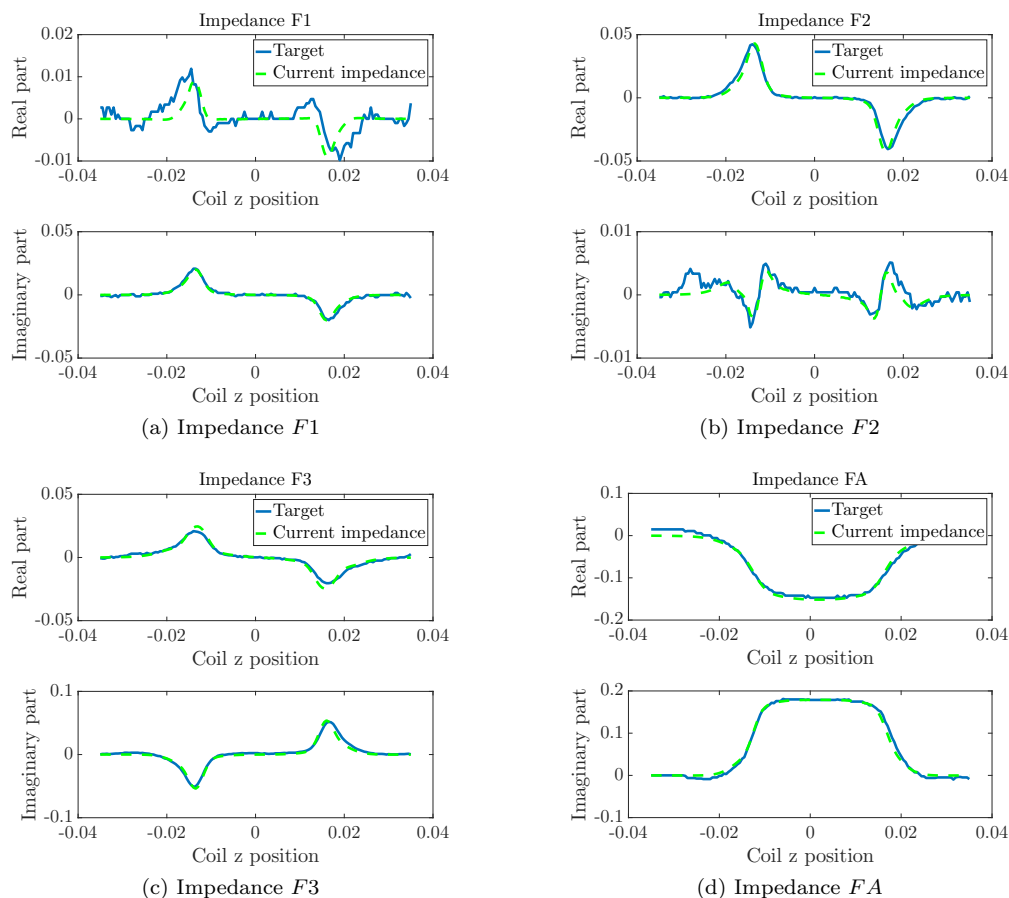 Impedance F1
0.02
0.01
0
-0.01
Real part
Target
Current impedance
-0.04
-0.02
0
0.02
0.04
Coil z position
0.05
0
-0.05
Imaginary part
-0.04
-0.02
0
0.02
0.04
Coil z position
(a) Impedance F1
Impedance F2
0.05
0
-0.05
Real part
Target
Current impedance
-0.04
-0.02
0
0.02
0.04
Coil z position
0.01
0
-0.01
Imaginary part
-0.04
-0.02
0
0.02
0.04
Coil z position
(b) Impedance F2
Impedance F3
0.05
0
-0.05
Real part
Target
Current impedance
-0.04
-0.02
0
0.02
0.04
Coil z position
0.1
0
-0.1
Imaginary part
-0.04
-0.02
0
0.02
0.04
Coil z position
(c) Impedance F3
Impedance FA
0.1
0
-0.1
-0.2
Real part
Target
Current impedance
-0.04
-0.02
0
0.02
0.04
Coil z position
0.2
0.1
0
-0.1
Imaginary part
-0.04
-0.02
0
0.02
0.04
Coil z position
(d) Impedance FA